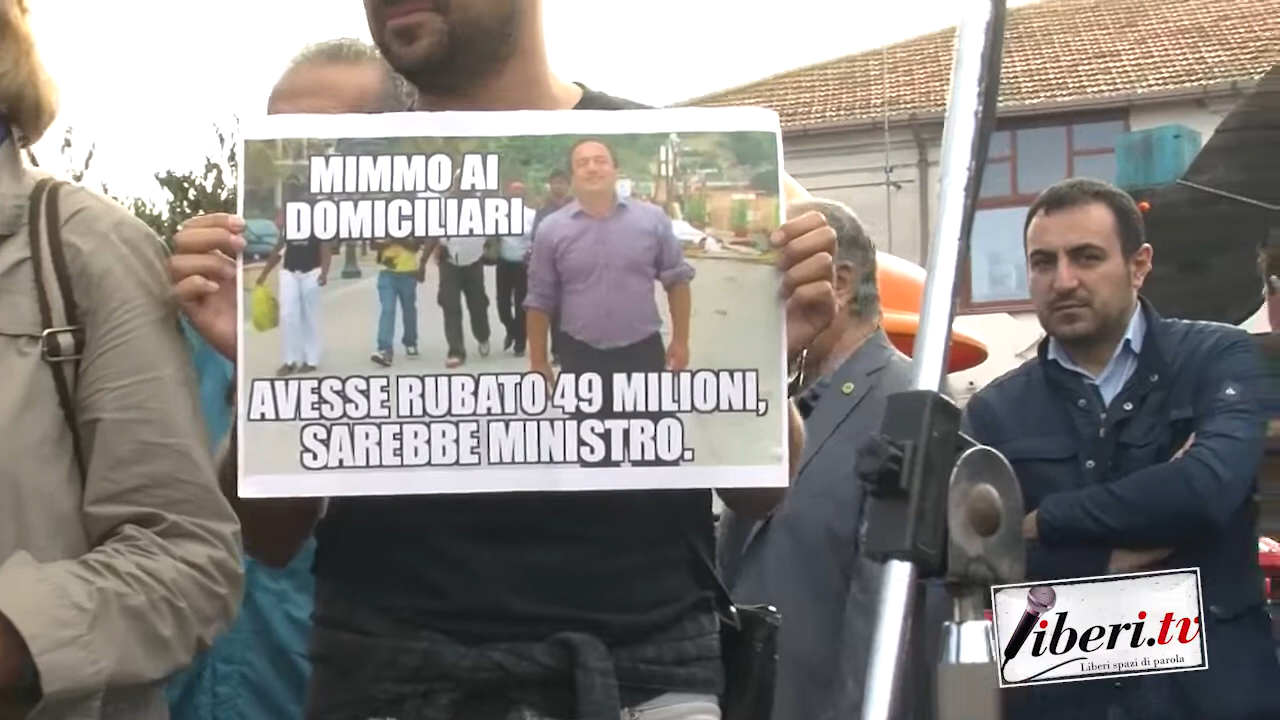 MIMMO AI
DOMICILIARI
AVESSE RUBATO 49 MILIONI,
SAREBBE MINISTRO.
liberi.tv
Liberi spazi di parola